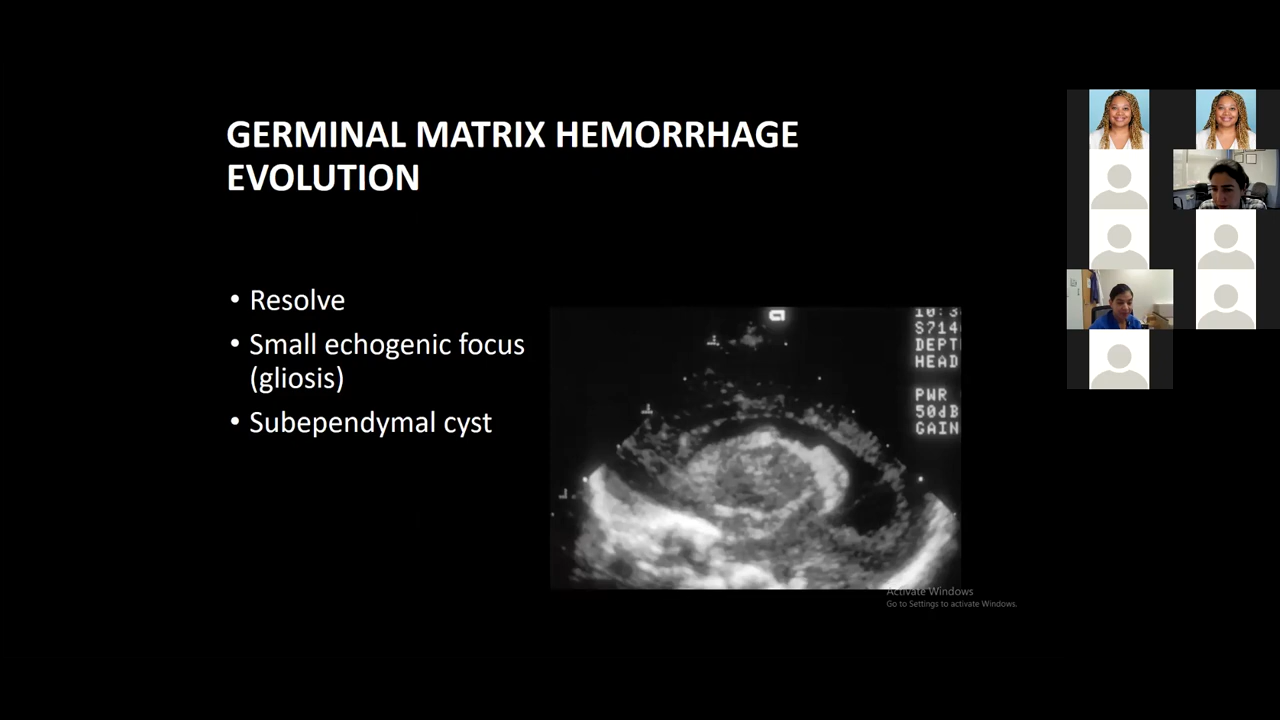 GERMINAL MATRIX HEMORRHAGE
EVOLUTION
• Resolve
• Small echogenic focus
(gliosis)
• Subependymal cyst
S714
DEPT
HEAD
PWR
50dB
GAIN
Activate Windows
Go to Settings to activate Windows.